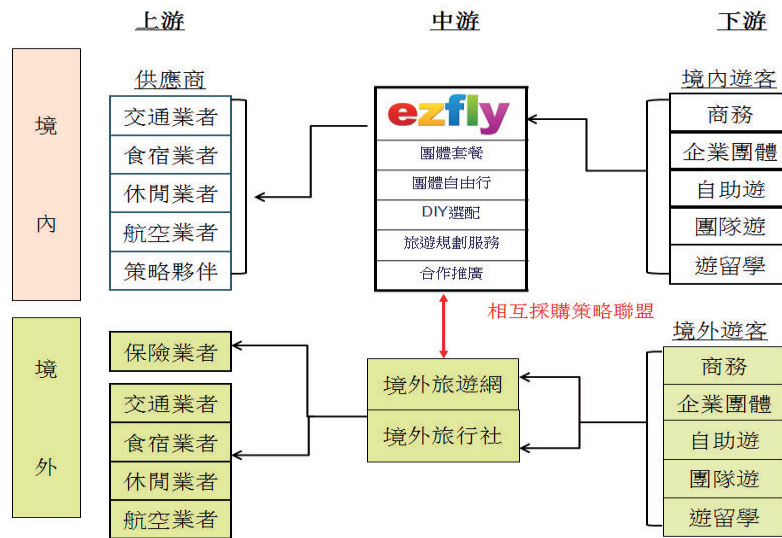 上游
中游
下游
境
內
供應商
交通業者
食宿業者
休閒業者
航空業者
策略夥伴
ezfly
團體套餐
團體自由行
DIY選配
旅遊規劃服務
合作推廣
境內遊客
商務
企業團體
自助遊
團隊遊
遊留學
相互採購策略聯盟
境
外
保險業者
交通業者
食宿業者
休閒業者
航空業者
境外旅遊網
境外旅行社
境外遊客
商務
企業團體
自助遊
團隊遊
遊留學